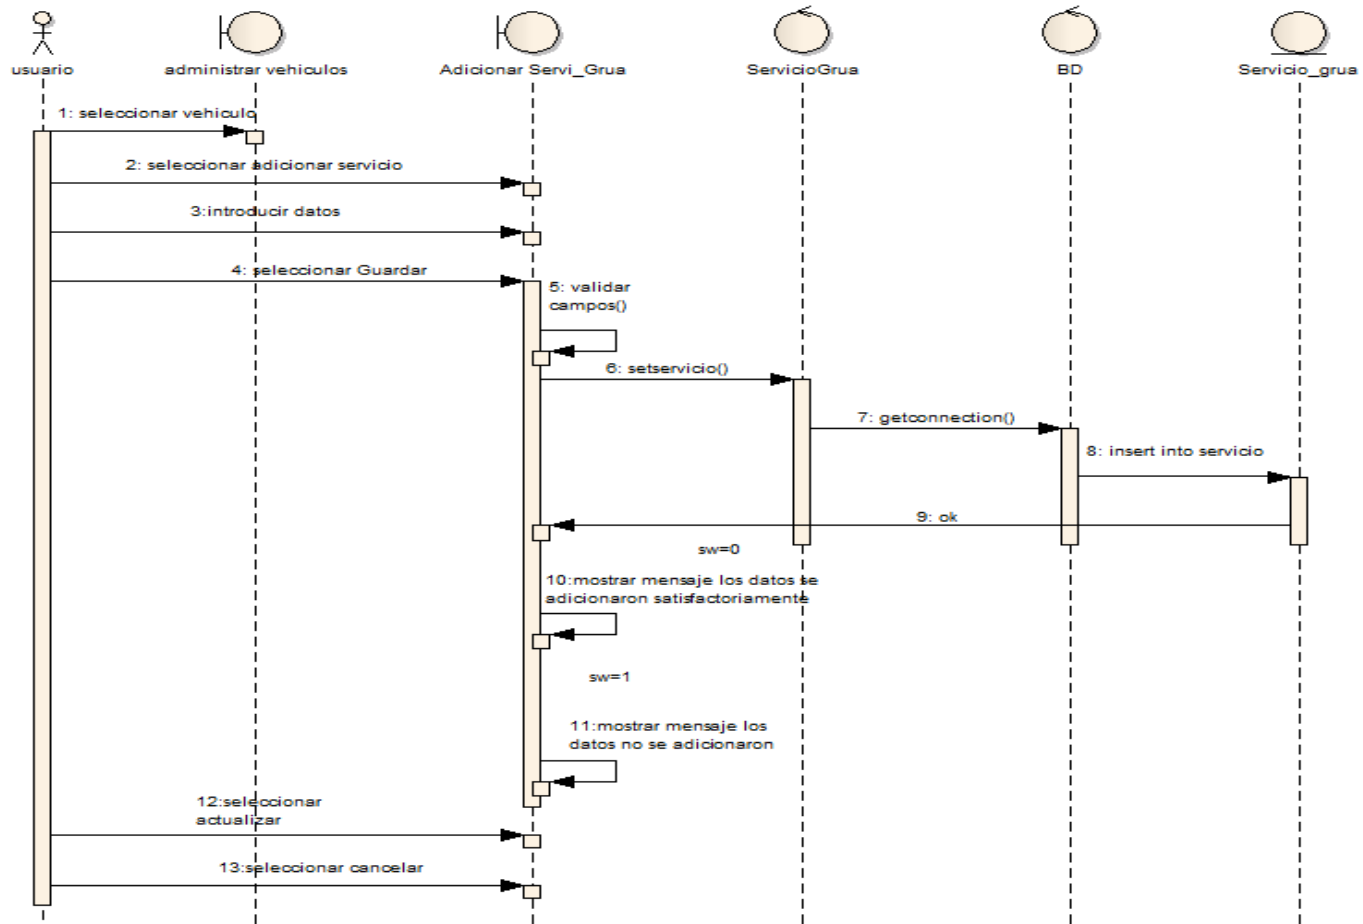 usuario
administrar vehiculos
Adicionar Servi_Grua
ServicioGrua
BD
Servicio_grua
1: seleccionar vehiculo
2: seleccionar adicionar servicio
3:introducir datos
4: seleccionar Guardar
5: validar
campos()
6: setservicio()
7: getconnection()
8: insert into servicio
9: ok
sw=0
10:mostrar mensaje los datos se
adicionaron satisfactoriamente
sw=1
11:mostrar mensaje los
datos no se adicionaron
12:seleccionar
actualizar
13:seleccionar cancelar